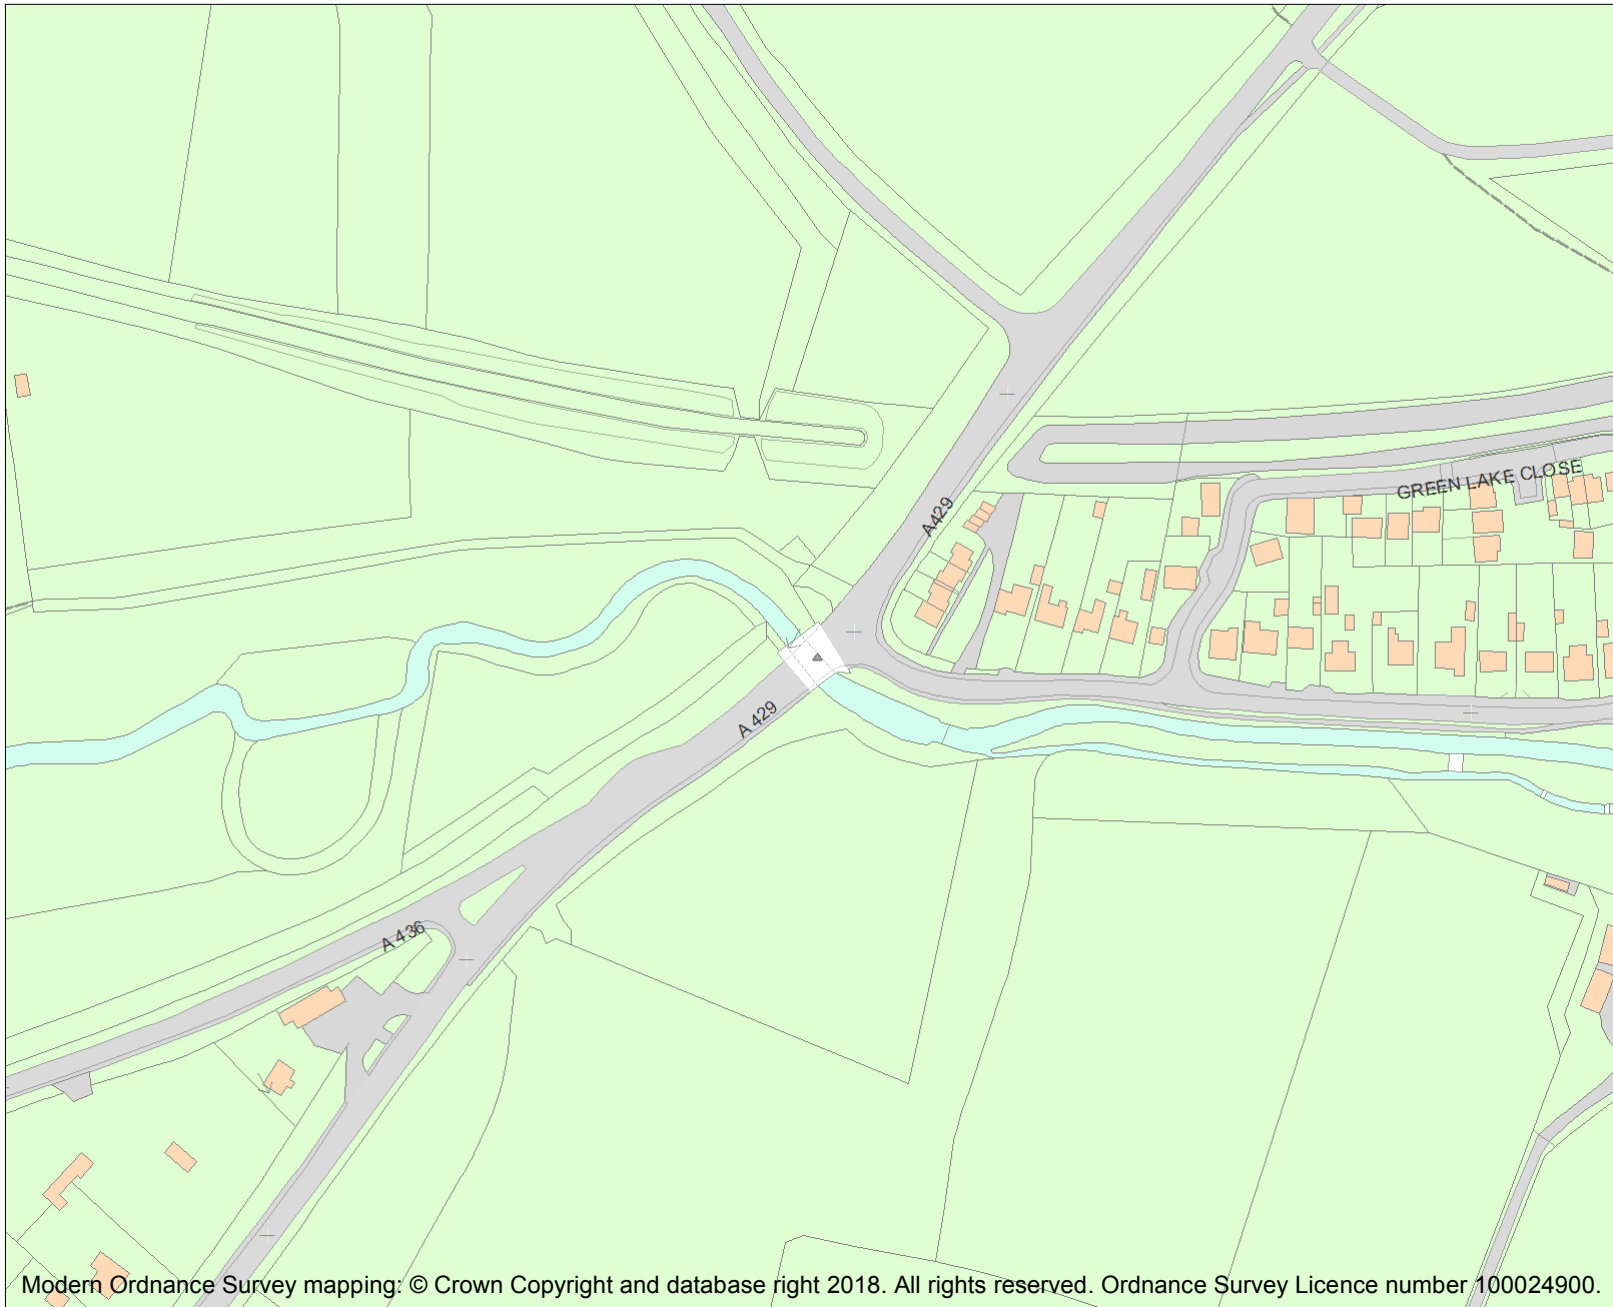 GREEN LAKE CLOSE
A429
A 429
A 436
Modern Ordnance Survey mapping: © Crown Copyright and database right 2018. All rights reserved. Ordnance Survey Licence number 100024900.